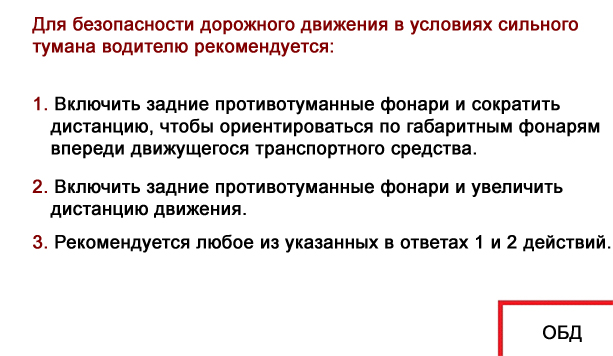 Для безопасности дорожного движения в условиях сильного
тумана водителю рекомендуется:
1. Включить задние противотуманные фонари и сократить
дистанцию, чтобы ориентироваться по габаритным фонарям
впереди движущегося транспортного средства.
2. Включить задние противотуманные фонари и увеличить
дистанцию движения.
3. Рекомендуется любое из указанных в ответах 1 и 2 действий.
ОБД